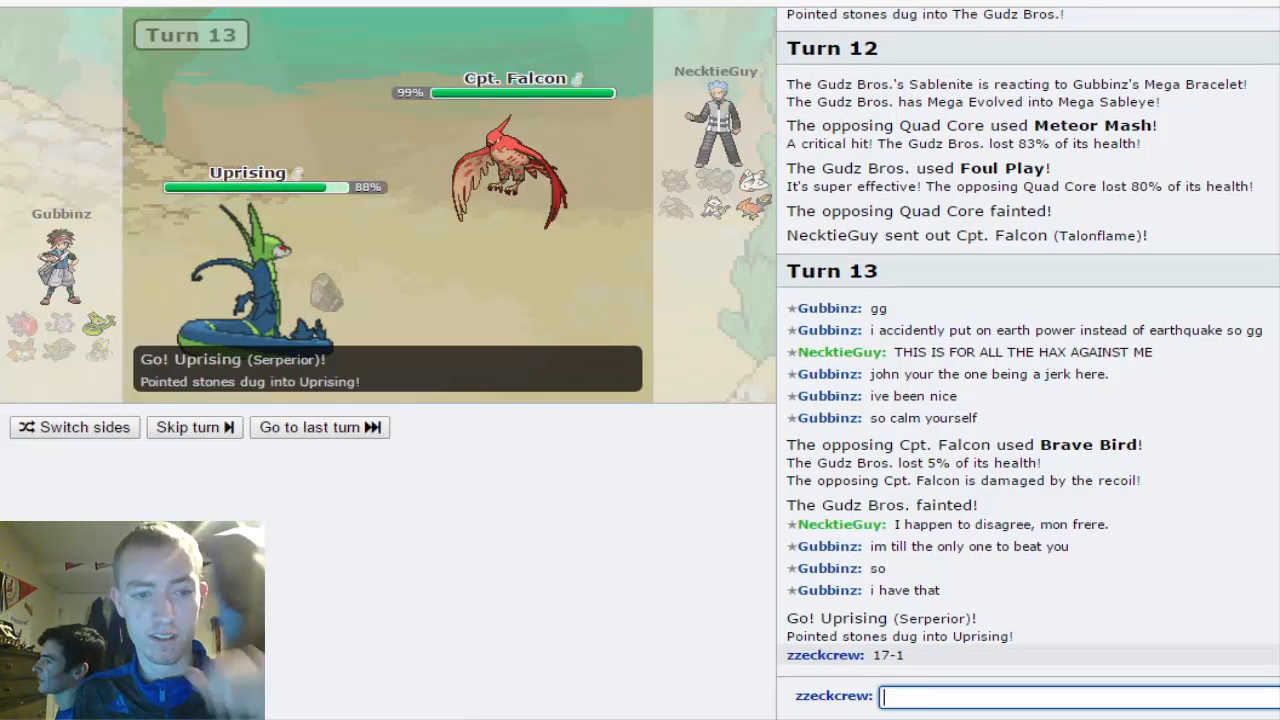 Turn 13
Cpt. Falcon
99%
NecktieGuy
Uprising
88%
Gubbinz
Go! Uprising (Serperior)!
Pointed stones dug into Uprising!
Switch sides
Skip turn
Go to last turn
Pointed stones dug into The Gudz Bros.!
Turn 12
The Gudz Bros.'s Sablenite is reacting to Gubbinz's Mega Bracelet!
The Gudz Bros. has Mega Evolved into Mega Sableye!
The opposing Quad Core used Meteor Mash!
A critical hit! The Gudz Bros. lost 83% of its health!
The Gudz Bros. used Foul Play!
It's super effective! The opposing Quad Core lost 80% of its health!
The opposing Quad Core fainted!
NecktieGuy sent out Cpt. Falcon (Talonflame)!
Turn 13
★Gubbinz: gg
★Gubbinz: i accidently put on earth power instead of earthquake so gg
★NecktieGuy: THIS IS FOR ALL THE HAX AGAINST ME
★Gubbinz: john your the one being a jerk here.
★Gubbinz: ive been nice
★Gubbinz: so calm yourself
The opposing Cpt. Falcon used Brave Bird!
The Gudz Bros. lost 5% of its health!
The opposing Cpt. Falcon is damaged by the recoil!
The Gudz Bros. fainted!
★NecktieGuy: I happen to disagree, mon frere.
★Gubbinz: im till the only one to beat you
★Gubbinz: so
★Gubbinz: i have that
Go! Uprising (Serperior)!
Pointed stones dug into Uprising!
zzeckcrew: 17-1
zzeckcrew: